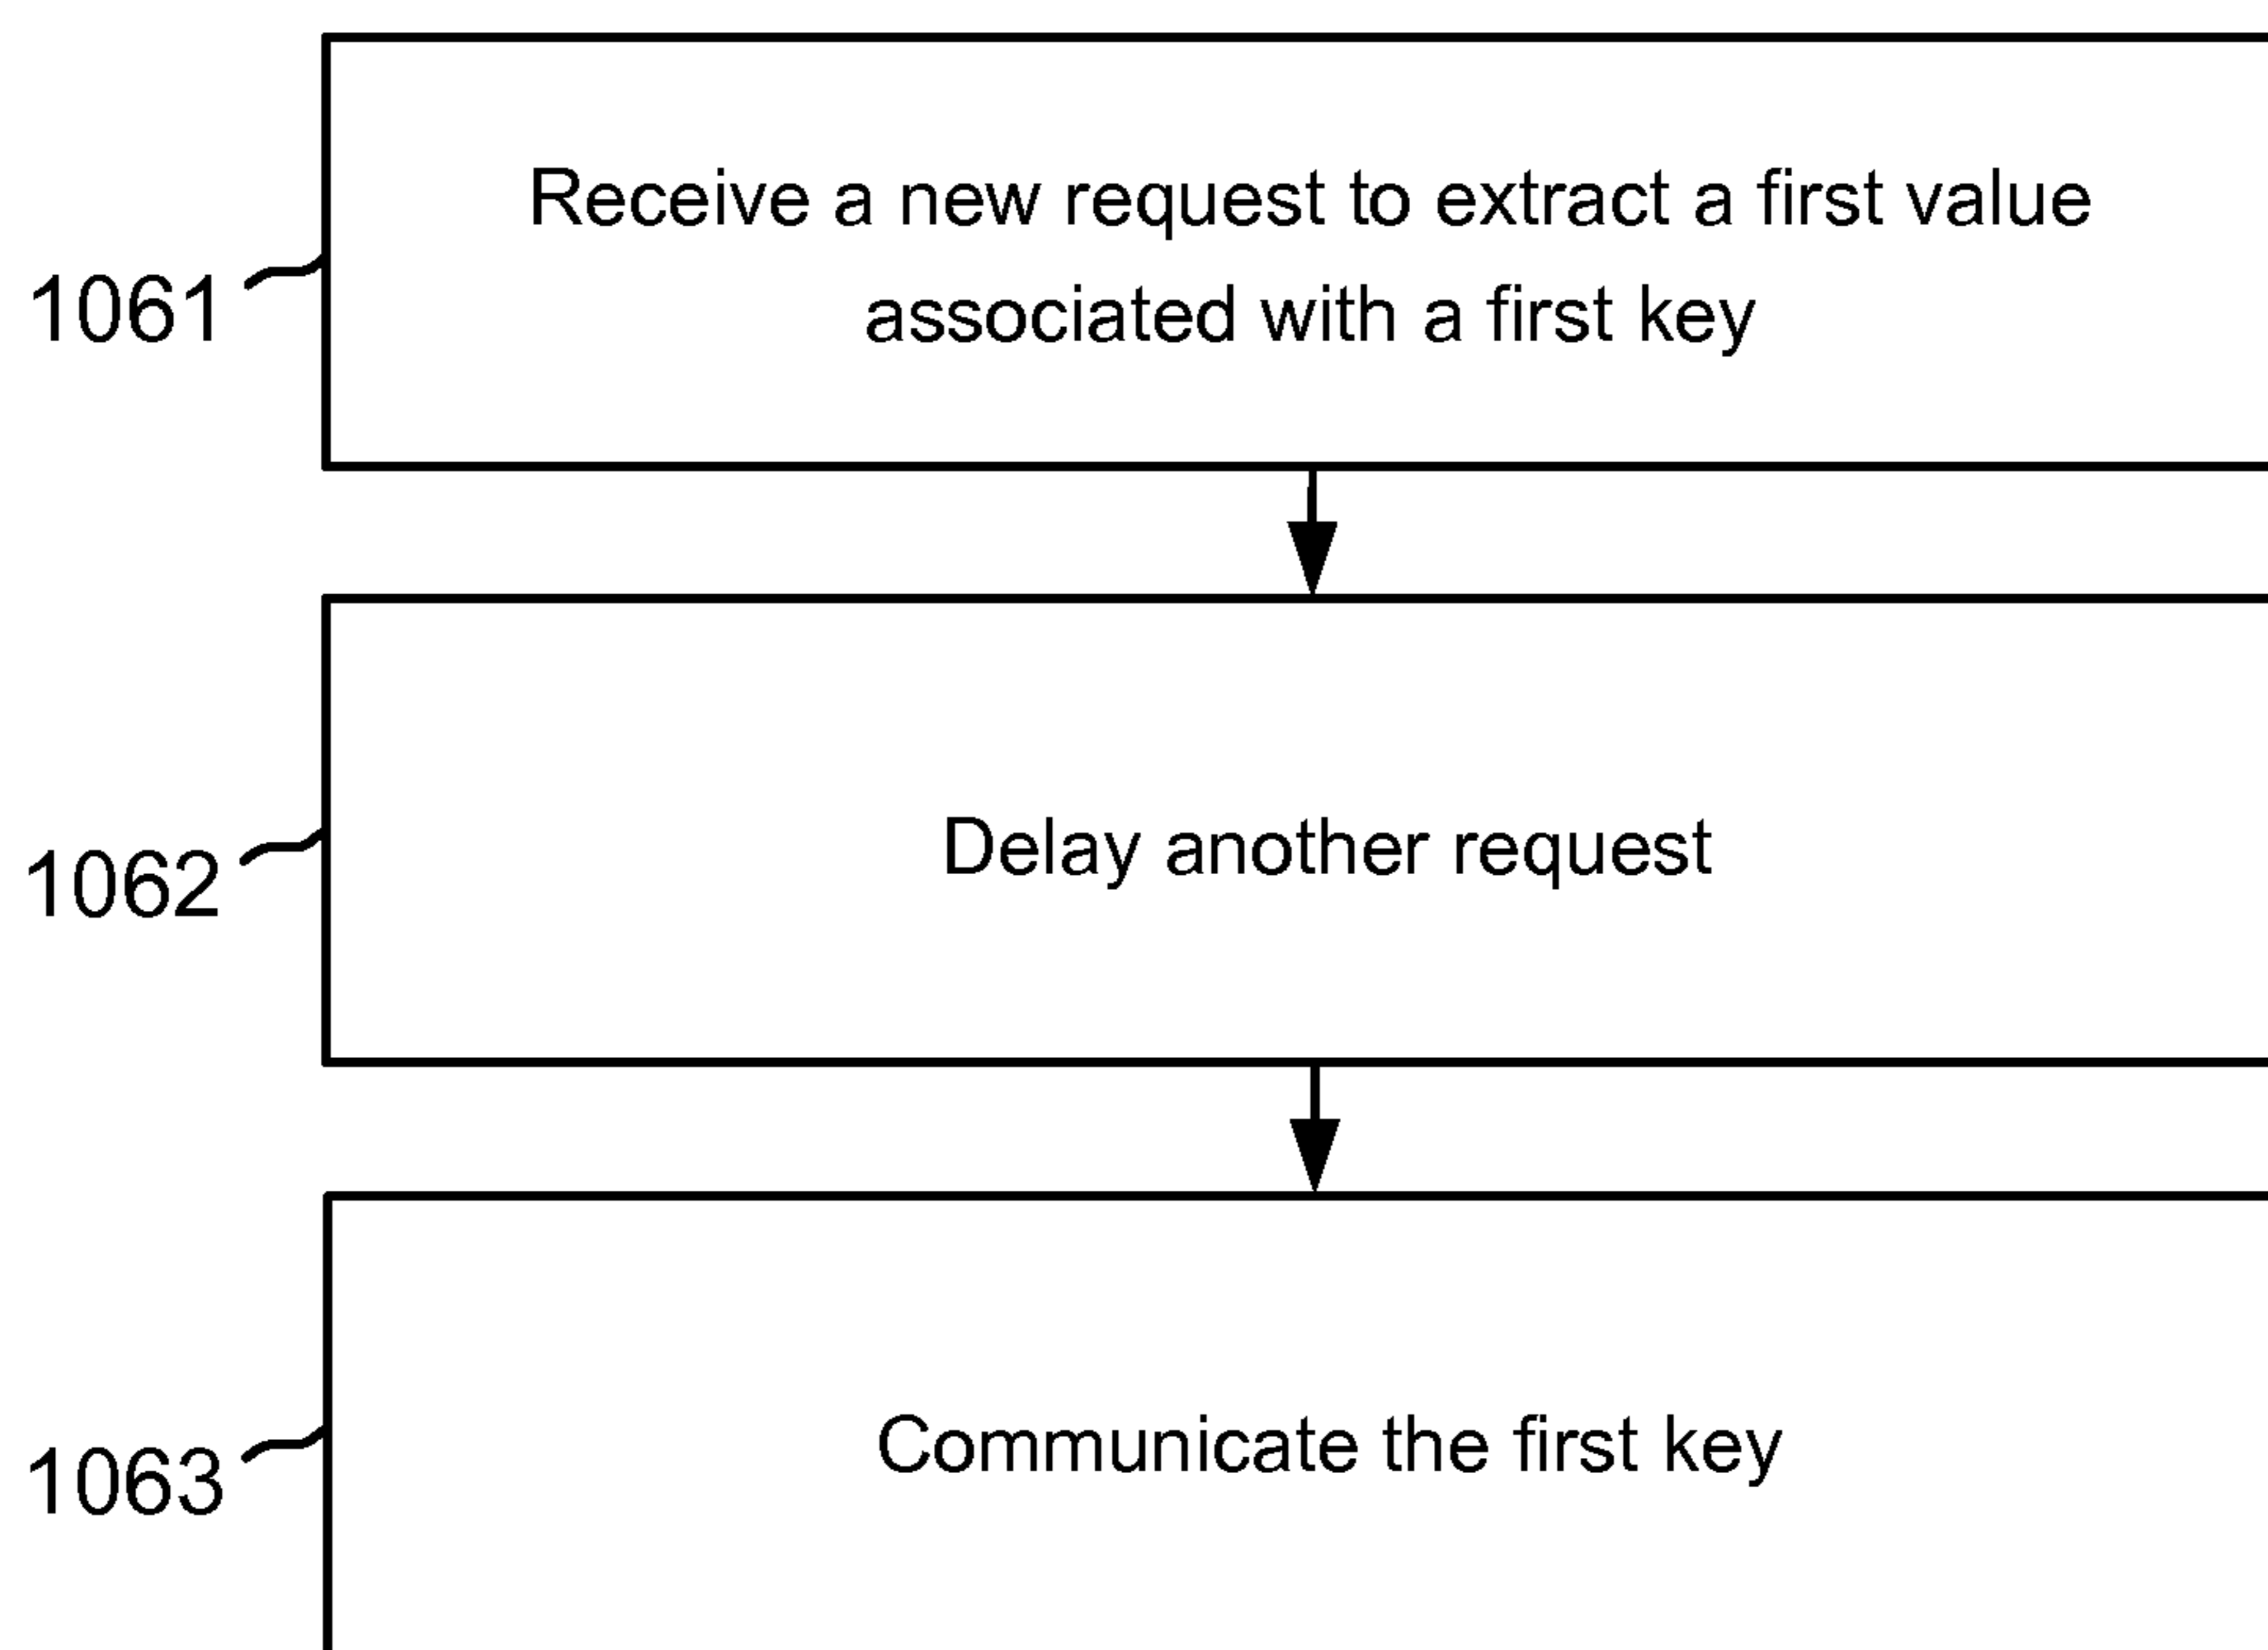 Receive a new request to extract a first value
associated with a first key
1061
Delay another request
1062
Communicate the first key
1063